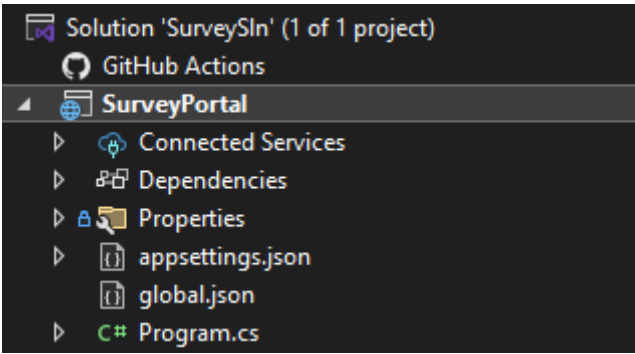 Solution 'SurveySln' (1 of 1 project)
GitHub Actions
SurveyPortal
Connected Services
Dependencies
Properties
appsettings.json
global.json
C# Program.cs